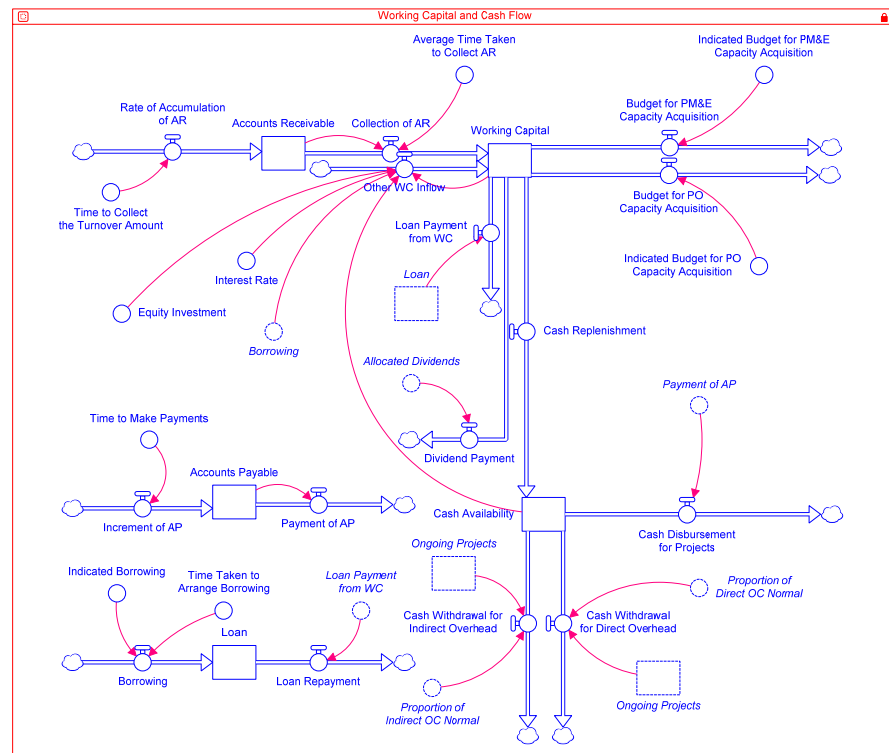 Working Capital and Cash Flow
Average Time Taken
to Collect AR
Indicated Budget for PM&E
Capacity Acquisition
Rate of Accumulation
of AR
Accounts Receivable
Collection of AR
Working Capital
Budget for PM&E
Capacity Acquisition
Other WC Inflow
Time to Collect
the Turnover Amount
Budget for PO
Capacity Acquisition
Loan Payment
from WC
Indicated Budget for PO
Capacity Acquisition
Interest Rate
Loan
Equity Investment
Borrowing
Cash Replenishment
Allocated Dividends
Payment of AP
Time to Make Payments
Dividend Payment
Accounts Payable
Increment of AP
Payment of AP
Cash Availability
Cash Disbursement
for Projects
Ongoing Projects
Indicated Borrowing
Time Taken to
Arrange Borrowing
Loan Payment
from WC
Proportion of
Direct OC Normal
Loan
Cash Withdrawal for
Indirect Overhead
Cash Withdrawal
for Direct Overhead
Borrowing
Loan Repayment
Proportion of
Indirect OC Normal
Ongoing Projects